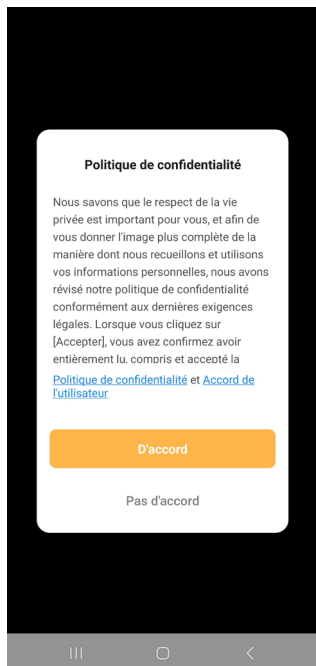 Politique de confidentialité
Nous savons que le respect de la vie
privée est important pour vous, et afin de
vous donner l'image plus complète de la
manière dont nous recueillons et utilisons
vos informations personnelles, nous avons
révisé notre politique de confidentialité
conformément aux dernières exigences
légales. Lorsque vous cliquez sur
[Accepter], vous avez confirmez avoir
entièrement lu, compris et accepté la
Politique de confidentialité et Accord de
l'utilisateur
D'accord
Pas d'accord